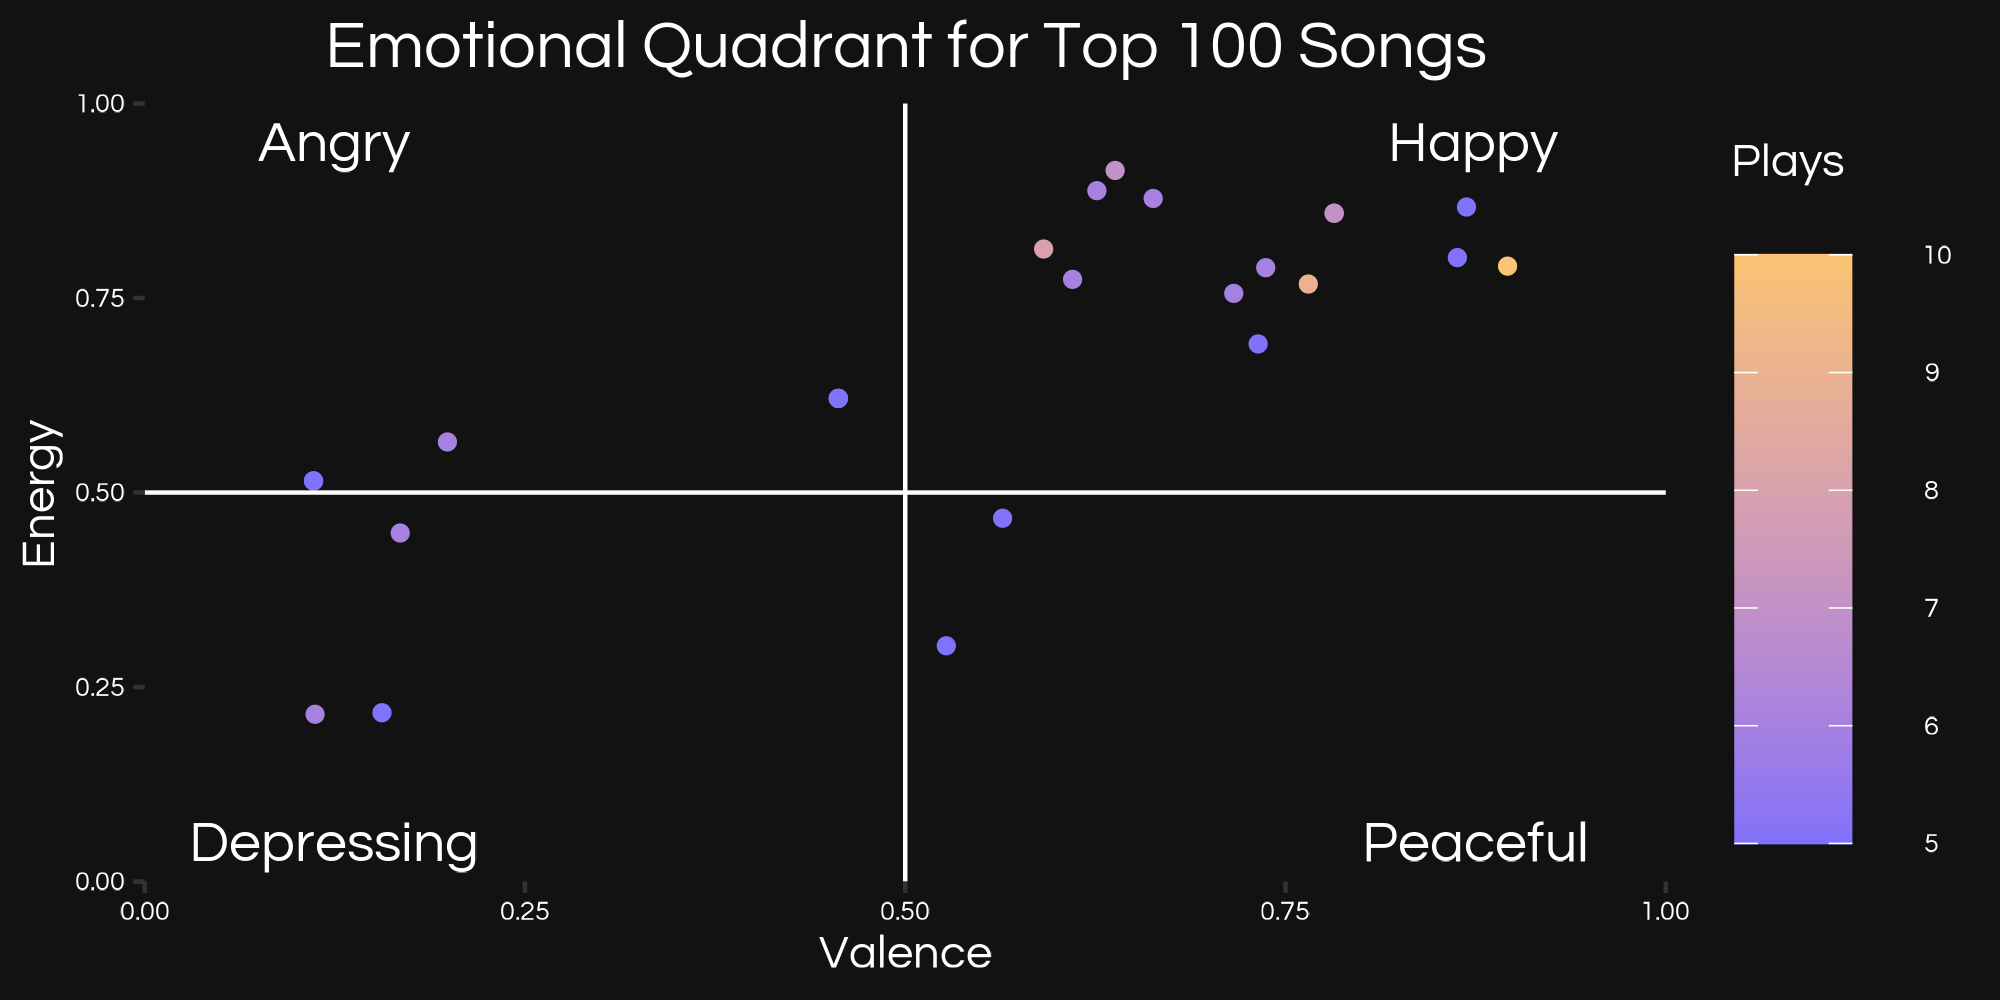 Emotional Quadrant for Top 100 Songs
Angry
Happy
Depressing
Peaceful
Energy
1.00
0.75
0.50
0.25
0.00
0.00
0.25
0.50
0.75
1.00
Valence
Plays
10
9
8
7
6
5